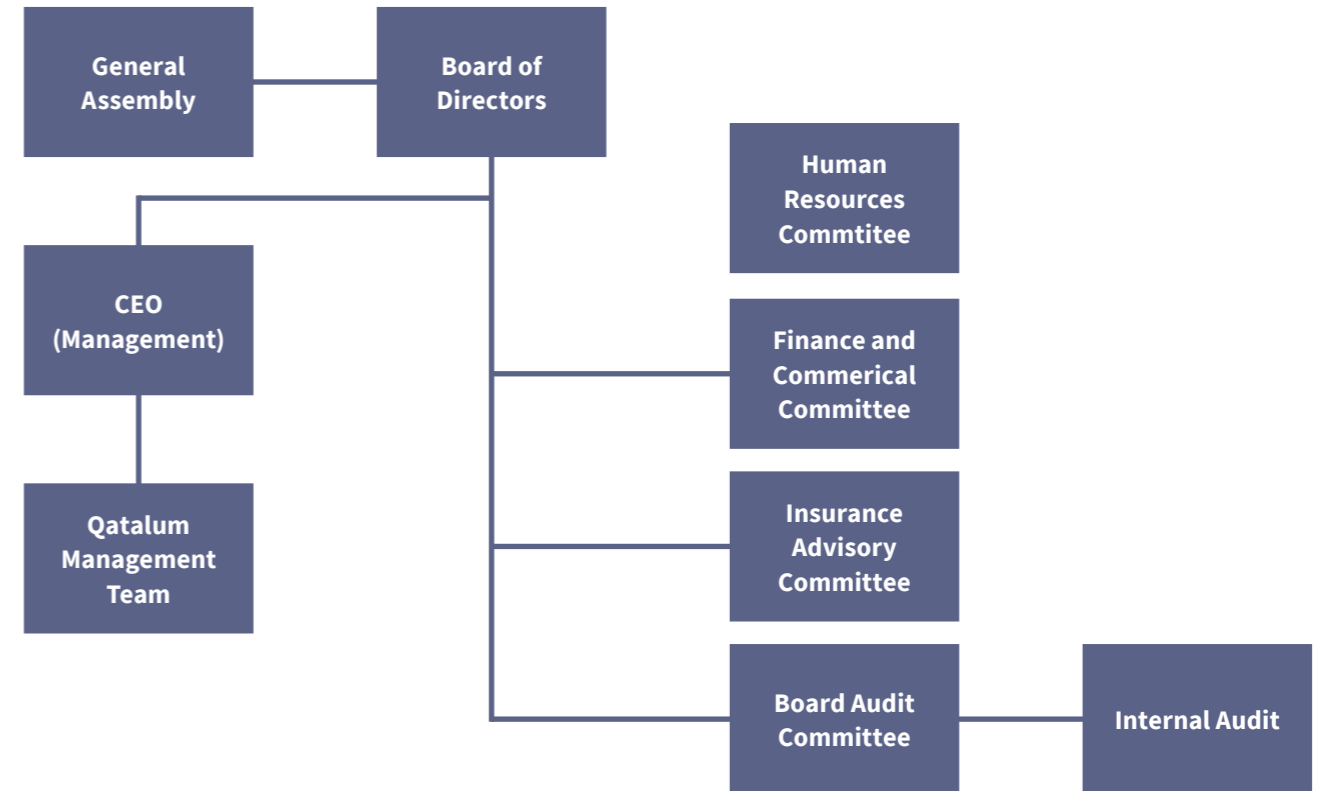 General
Assembly
Board of
Directors
Human
Resources
Commtitee
CEO
(Management)
Finance and
Commerical
Committee
Qatalum
Management
Team
Insurance
Advisory
Committee
Board Audit
Committee
Internal Audit